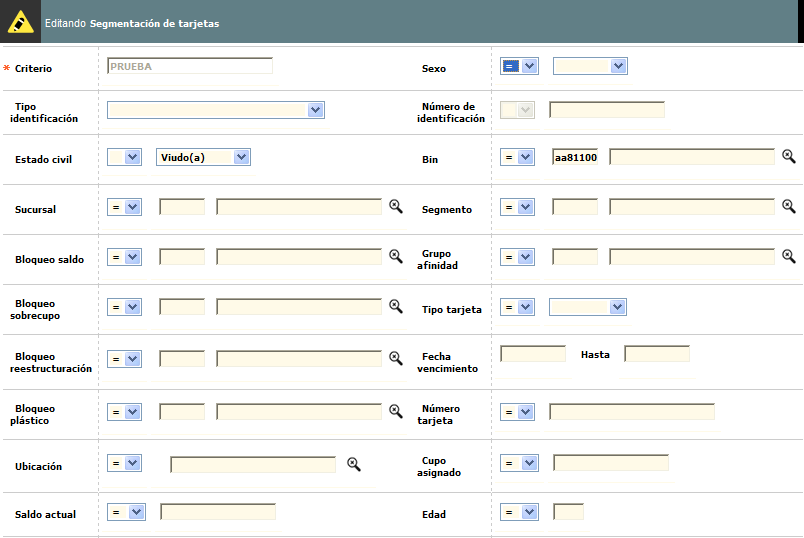 Editando Segmentación de tarjetas
* Criterio PRUEBA Sexo =
Tipo identificación Número de identificación
Estado civil Viudo(a) Bin = aa81100
Sucursal = Segmento =
Bloqueo saldo = Grupo afinidad =
Bloqueo sobrecupo = Tipo tarjeta =
Bloqueo reestructuración = Fecha vencimiento Hasta
Bloqueo plástico = Número tarjeta =
Ubicación = Cupo asignado =
Saldo actual = Edad =